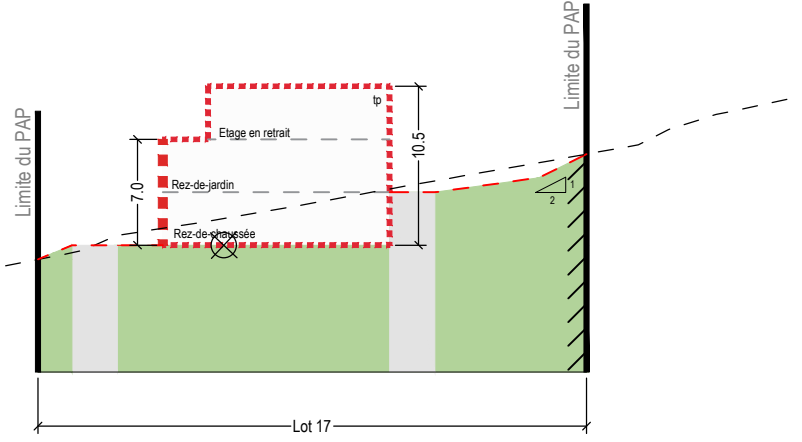 Limite du PAP
Limite du PAP
tp
Etage en retrait
7.0
10.5
Rez-de-jardin
1
2
Rez-de-chaussée
Lot 17